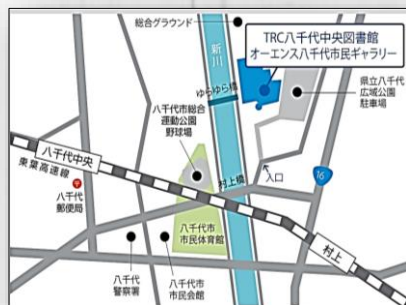 総合グラウンド
新川
TRC八千代中央図書館
オーエンス八千代市民ギャラリー
ゆらゆら橋
県立八千代
広域公園
駐車場
八千代市総合
運動公園
野球場
八千代中央
東葉高速線
村上橋
入口
16
八千代
郵便局
八千代市
市民体育館
村上
八千代
警察署
八千代市
市民会館